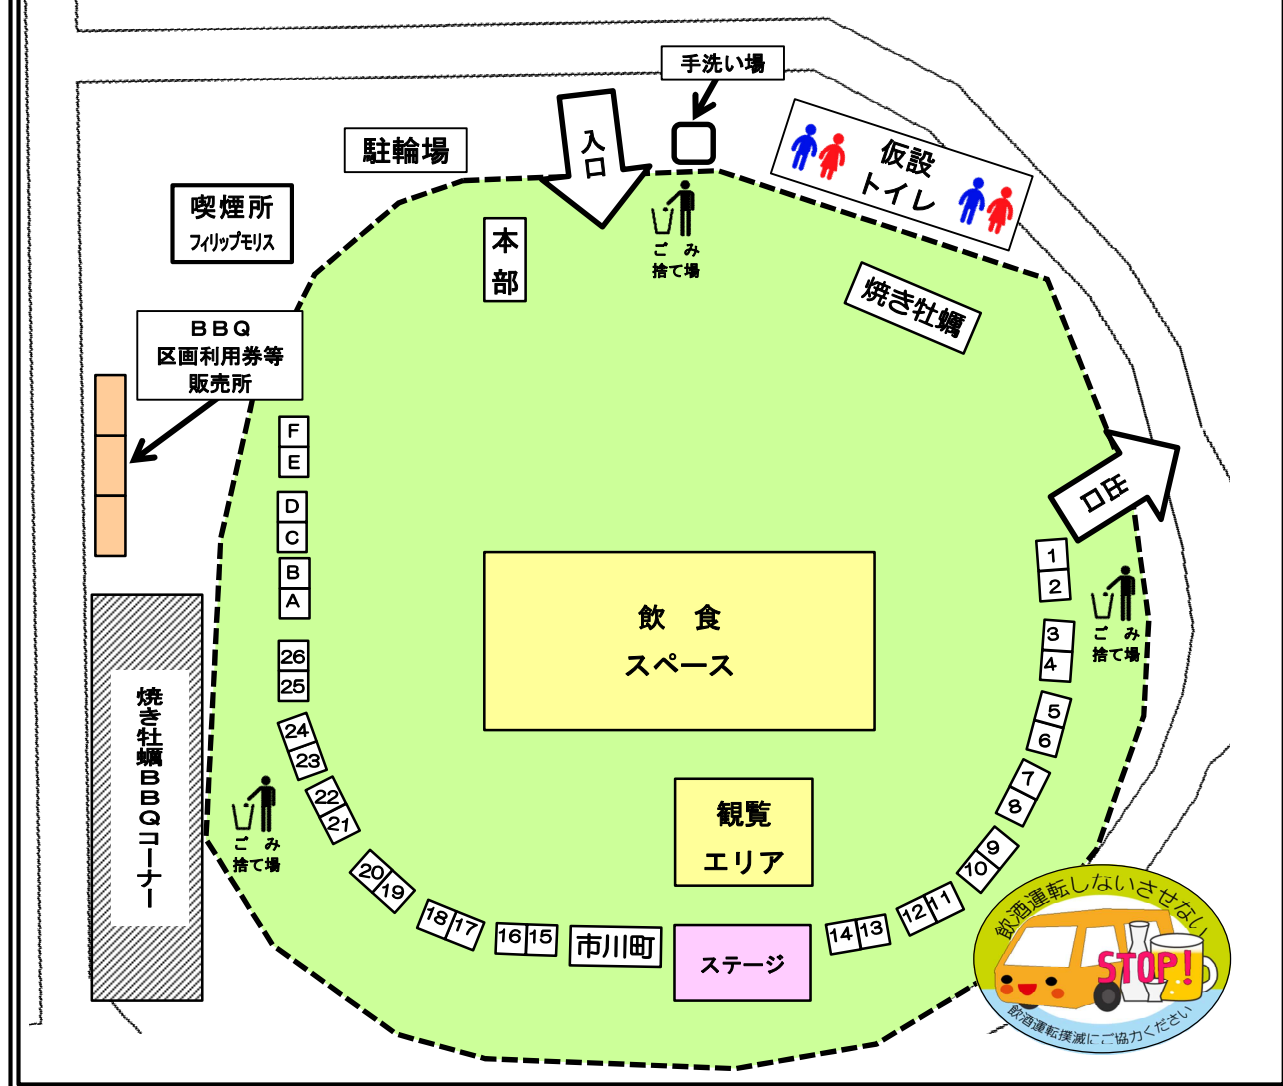 手洗い場
入口
駐輪場
仮設
トイレ
喫煙所
フィリップモリス
本
部
ごみ
捨て場
焼き牡蠣
BBQ
区画利用券等
販売所
F
E
D
C
B
A
出口
1
2
3
4
5
6
7
8
9
10
12 11
14 13
ごみ
捨て場
飲食
スペース
26
25
24
23
22
21
20 19
18 17
16 15
焼き牡蠣BBQコーナー
ごみ
捨て場
観覧
エリア
市川町
ステージ
飲酒運転しないさせない
STOP!
飲酒運転撲滅にご協力ください